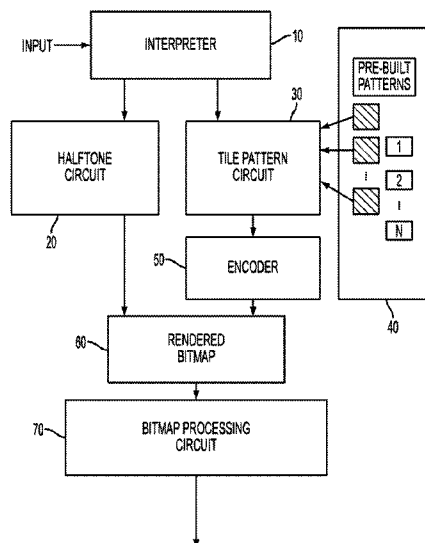 INPUT
INTERPRETER
10
PRE-BUILT
PATTERNS
30
HALFTONE
CIRCUIT
TILE PATTERN
CIRCUIT
1
2
N
20
50
ENCODER
40
60
RENDERED
BITMAP
70
BITMAP PROCESSING
CIRCUIT